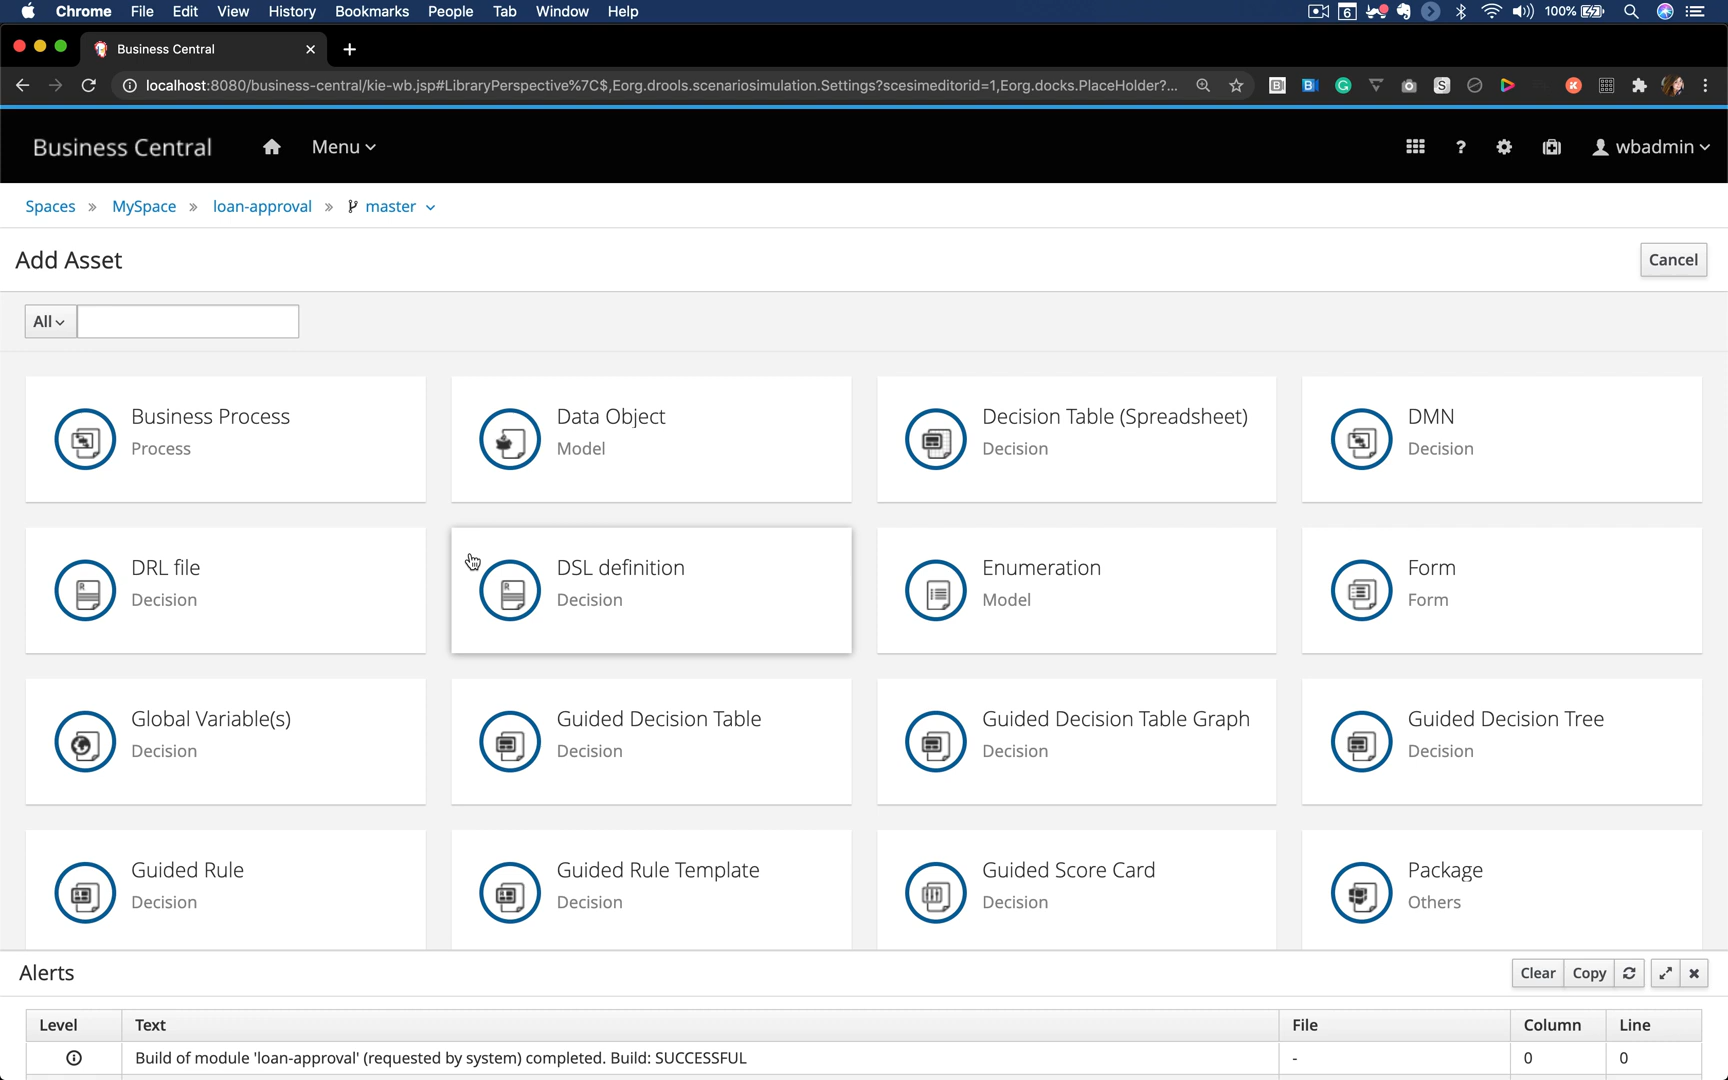 Chrome File Edit View History Bookmarks People Tab Window Help 6 100%
Business Central
localhost:8080/business-central/kie-wb.jsp#LibraryPerspective%7C$,Eorg.drools.scenariosimulation.Settings?scesimeditorid=1,Eorg.docks.PlaceHolder?...
Business Central Menu ? wbadmin
Spaces » MySpace » loan-approval » master
Add Asset Cancel
All
Business Process
Process
Data Object
Model
Decision Table (Spreadsheet)
Decision
DMN
Decision
DRL file
Decision
DSL definition
Decision
Enumeration
Model
Form
Form
Global Variable(s)
Decision
Guided Decision Table
Decision
Guided Decision Table Graph
Decision
Guided Decision Tree
Decision
Guided Rule
Decision
Guided Rule Template
Decision
Guided Score Card
Decision
Package
Others
Alerts Clear Copy
Level Text File Column Line
Build of module 'loan-approval' (requested by system) completed. Build: SUCCESSFUL - 0 0